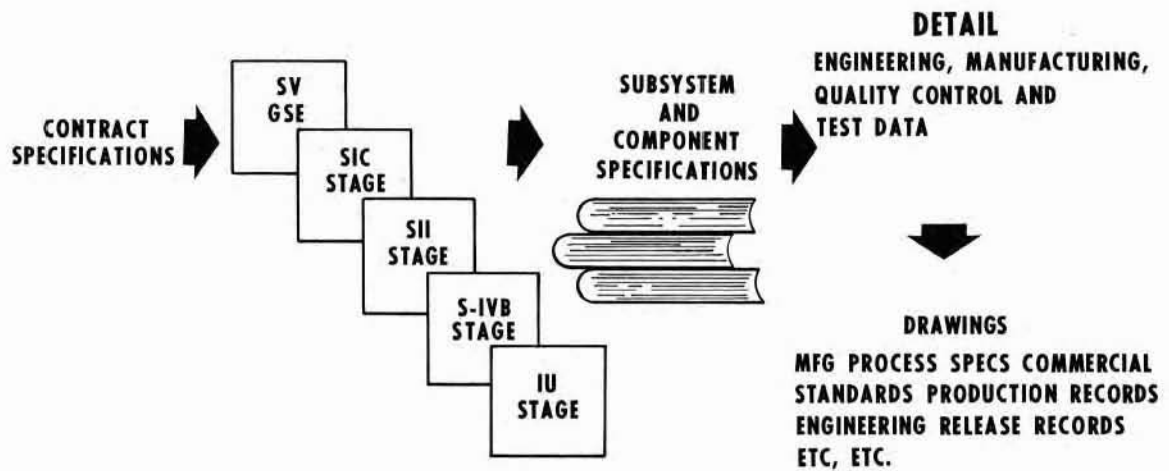 CONTRACT
SPECIFICATIONS
SV
GSE
SIC
STAGE
SII
STAGE
S-IVB
STAGE
IU
STAGE
SUBSYSTEM
AND
COMPONENT
SPECIFICATIONS
DETAIL
ENGINEERING, MANUFACTURING,
QUALITY CONTROL AND
TEST DATA
DRAWINGS
MFG PROCESS SPECS COMMERCIAL
STANDARDS PRODUCTION RECORDS
ENGINEERING RELEASE RECORDS
ETC, ETC.